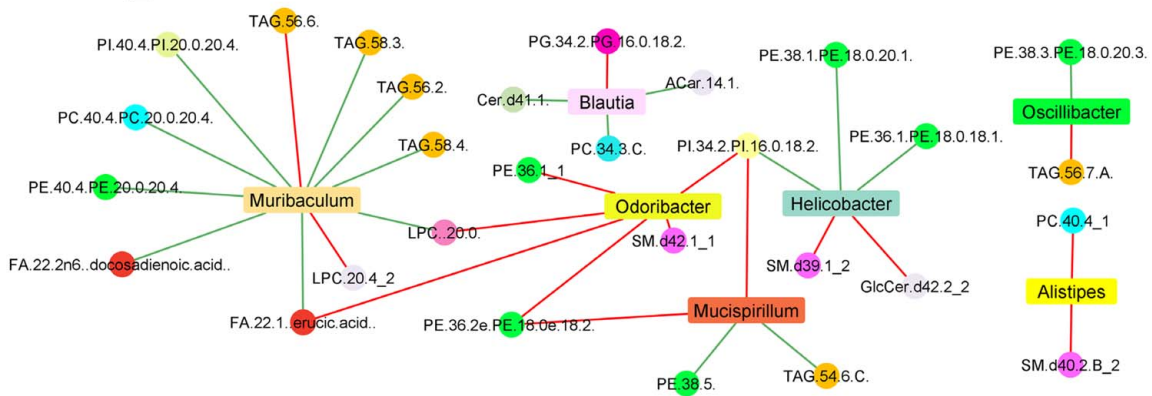 TAG.56.6.
PI.40.4.PI.20.0.20.4.
TAG.58.3.
PG.34.2.PG.16.0.18.2.
PE.38.1.PE.18.0.20.1.
PE.38.3.PE.18.0.20.3.
TAG.56.2.
Cer.d41.1.
Blautia
ACar.14.1.
Oscillibacter
PC.40.4.PC.20.0.20.4.
TAG.58.4.
PC.34.3.C.
PI.34.2.PI.16.0.18.2.
PE.36.1.PE.18.0.18.1.
PE.36.1_1
TAG.56.7.A.
PE.40.4.PE.20.0.20.4.
Muribaculum
Odoribacter
Helicobacter
PC.40.4_1
LPC..20.0.
SM.d42.1_1
FA.22.2n6..docosadienoic.acid..
LPC.20.4_2
SM.d39.1_2
GlcCer.d42.2_2
Alistipes
FA.22.1..erucic.acid..
PE.36.2e.PE.18.0e.18.2.
Mucispirillum
SM.d40.2.B_2
PE.38.5.
TAG.54.6.C.